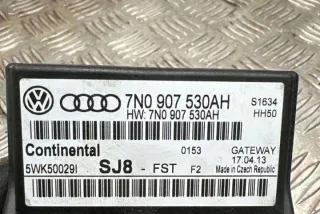 7N0 907 530AH S1634
HW: 7N0 907 530AH HH50
Continental 0153 GATEWAY
17.04.13
5WK50029I SJ8 - FST F2 Made in Czech Republic